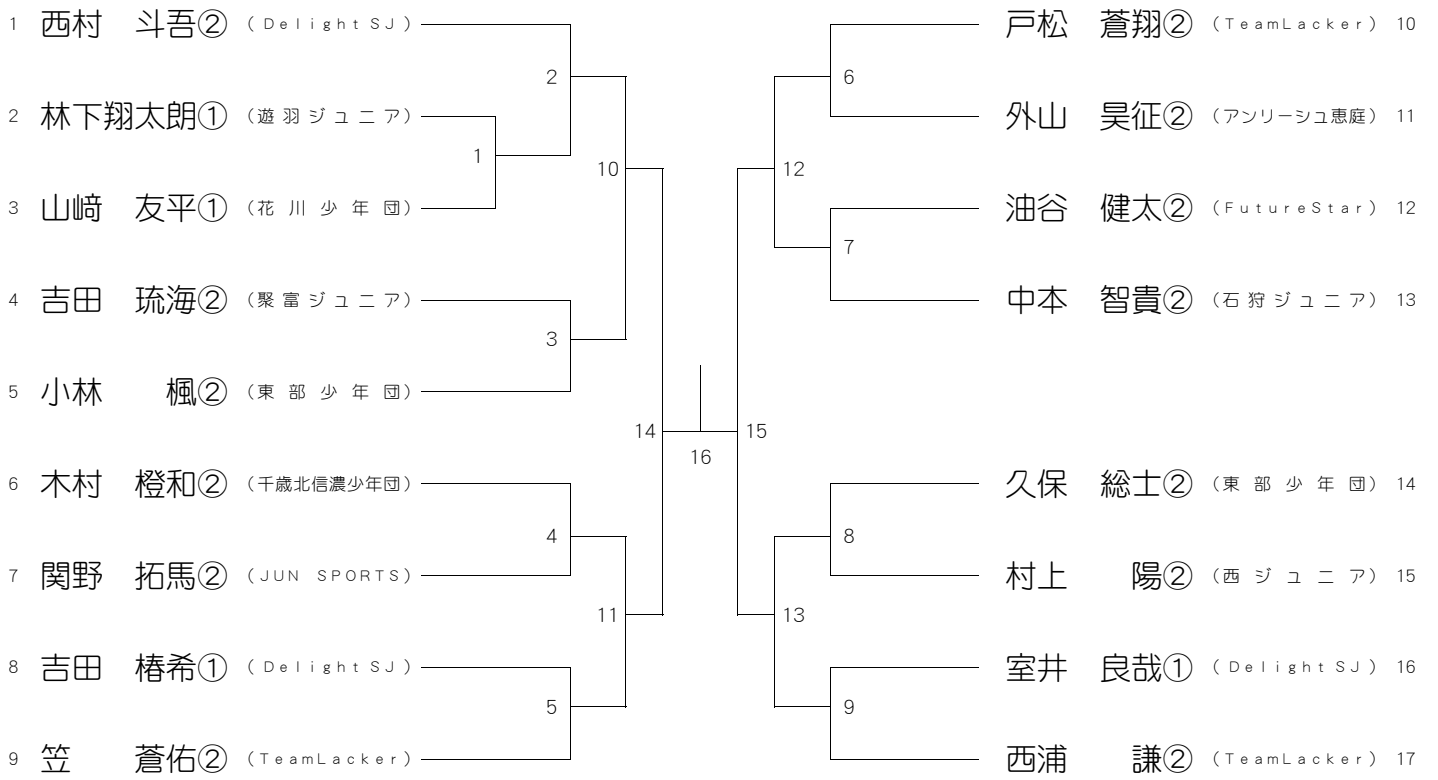 1 西村 斗吾② (Delight SJ)
2
2 林下翔太朗① (遊羽ジュニア)
1
10
3 山﨑 友平① (花川少年団)
4 吉田 琉海② (聚富ジュニア)
3
5 小林 楓② (東部少年団)
14
6 木村 橙和② (千歳北信濃少年団)
4
7 関野 拓馬② (JUN SPORTS)
11
8 吉田 椿希① (Delight SJ)
5
9 笠 蒼佑② (TeamLacker)
16
戸松 蒼翔② (TeamLacker) 10
6
外山 昊征② (アンリーシュ恵庭) 11
12
油谷 健太② (FutureStar) 12
7
中本 智貴② (石狩ジュニア) 13
15
久保 総士② (東部少年団) 14
8
村上 陽② (西ジュニア) 15
13
室井 良哉① (Delight SJ) 16
9
西浦 謙② (TeamLacker) 17